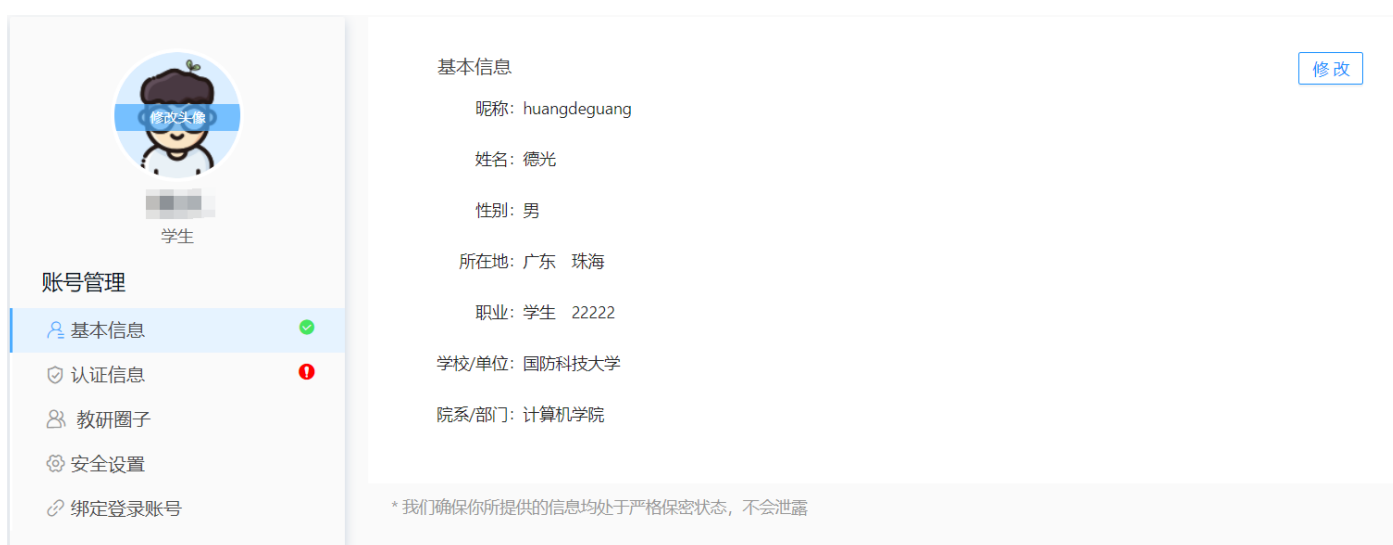 修改头像
学生
账号管理
基本信息
认证信息
教研圈子
安全设置
绑定登录账号
基本信息
修改
昵称：huangdeguang
姓名：德光
性别：男
所在地：广东 珠海
职业：学生 22222
学校/单位：国防科技大学
院系/部门：计算机学院
* 我们确保你所提供的信息均处于严格保密状态，不会泄露